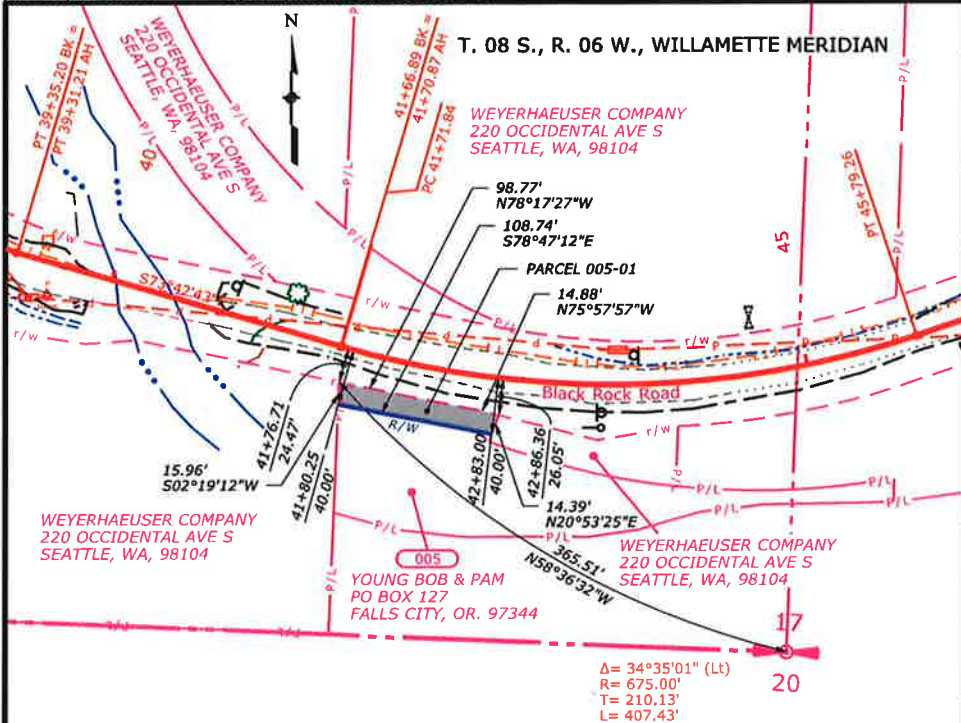 N
T. 08 S., R. 06 W., WILLAMETTE MERIDIAN
PT 39+35.20 BK =
PT 39+31.21 AH
WEYERHAEUSER COMPANY
220 OCCIDENTAL AVE S
SEATTLE, WA, 98104
40
41+66.89 BK =
41+70.87 AH
PC 41+71.84
WEYERHAEUSER COMPANY
220 OCCIDENTAL AVE S
SEATTLE, WA, 98104
PT 45+79.26
45
98.77'
N78°17'27"W
108.74'
S78°47'12"E
PARCEL 005-01
14.88'
N75°57'57"W
S73°42'43"E
r/w
r/w
r/w
r/w
r/w
P/L
P/L
P/L
P/L
P/L
P/L
P/L
Black Rock Road
R/W
41+76.71
24.47'
41+80.25
40.00'
15.96'
S02°19'12"W
42+83.00
40.00'
42+86.36
26.05'
14.39'
N20°53'25"E
365.51'
N58°36'32"W
WEYERHAEUSER COMPANY
220 OCCIDENTAL AVE S
SEATTLE, WA, 98104
005
YOUNG BOB & PAM
PO BOX 127
FALLS CITY, OR. 97344
WEYERHAEUSER COMPANY
220 OCCIDENTAL AVE S
SEATTLE, WA, 98104
P/L
P/L
P/L
P/L
P/L
P/L
17
20
Δ= 34°35'01" (Lt)
R= 675.00'
T= 210.13'
L= 407.43'